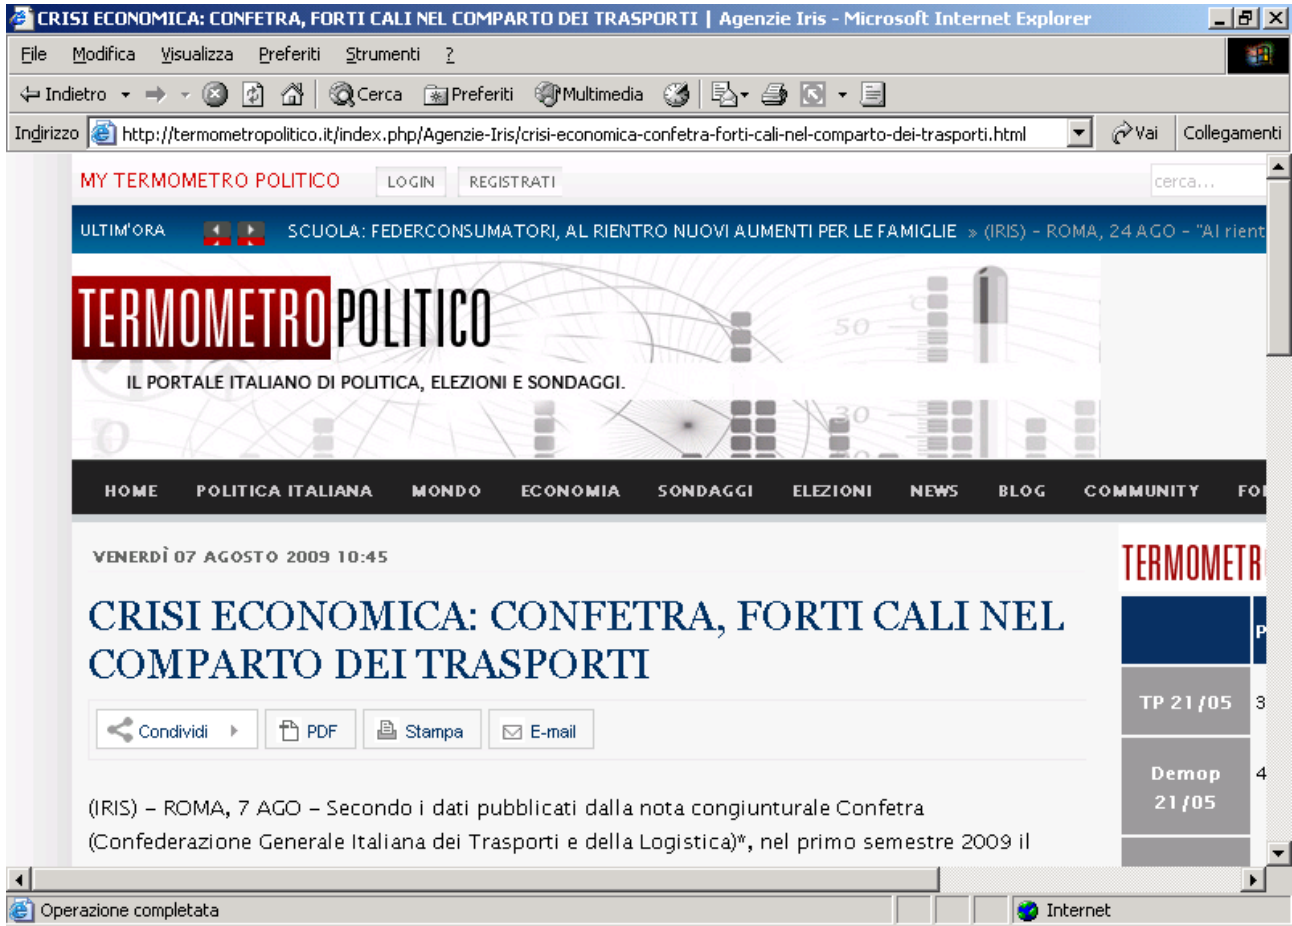 CRISI ECONOMICA: CONFETRA, FORTI CALI NEL COMPARTO DEI TRASPORTI | Agenzie Iris - Microsoft Internet Explorer
File Modifica Visualizza Preferiti Strumenti ?
Indietro Cerca Preferiti Multimedia
Indirizzo http://termometropolitico.it/index.php/Agenzie-Iris/crisi-economica-confetra-forti-cali-nel-comparto-dei-trasporti.html Vai Collegamenti
MY TERMOMETRO POLITICO LOGIN REGISTRATI cerca...
ULTIM'ORA SCUOLA: FEDERCONSUMATORI, AL RIENTRO NUOVI AUMENTI PER LE FAMIGLIE » (IRIS) – ROMA, 24 AGO – "Al rient
TERMOMETRO POLITICO
50
IL PORTALE ITALIANO DI POLITICA, ELEZIONI E SONDAGGI.
30
0
HOME POLITICA ITALIANA MONDO ECONOMIA SONDAGGI ELEZIONI NEWS BLOG COMMUNITY FO
VENERDÌ 07 AGOSTO 2009 10:45
TERMOMETR
CRISI ECONOMICA: CONFETRA, FORTI CALI NEL
COMPARTO DEI TRASPORTI
P
TP 21/05 3
Condividi PDF Stampa E-mail
Demop 4
21/05
(IRIS) – ROMA, 7 AGO – Secondo i dati pubblicati dalla nota congiunturale Confetra
(Confederazione Generale Italiana dei Trasporti e della Logistica)*, nel primo semestre 2009 il
Operazione completata Internet